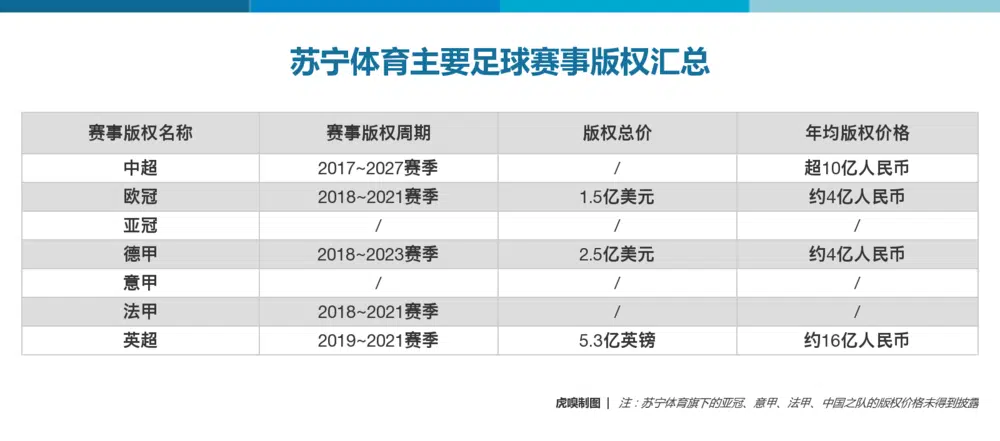 苏宁体育主要足球赛事版权汇总
赛事版权名称 赛事版权周期 版权总价 年均版权价格
中超 2017~2027赛季 / 超10亿人民币
欧冠 2018~2021赛季 1.5亿美元 约4亿人民币
亚冠 / / /
德甲 2018~2023赛季 2.5亿美元 约4亿人民币
意甲 / / /
法甲 2018~2021赛季 / /
英超 2019~2021赛季 5.3亿英镑 约16亿人民币
虎嗅制图 | 注：苏宁体育旗下的亚冠、意甲、法甲、中国之队的版权价格未得到披露